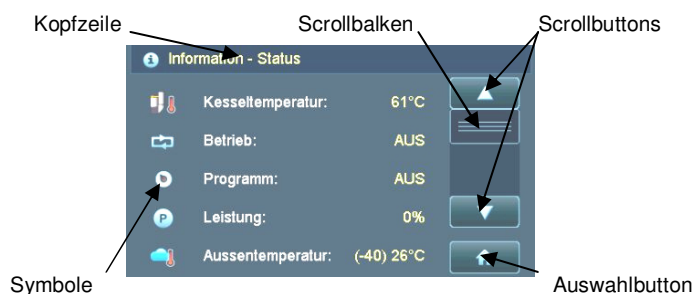 Kopfzeile Scrollbalken Scrollbuttons
Information - Status
Kesseltemperatur: 61°C
Betrieb: AUS
Programm: AUS
P Leistung: 0%
Aussentemperatur: (-40) 26°C
Symbole Auswahlbutton